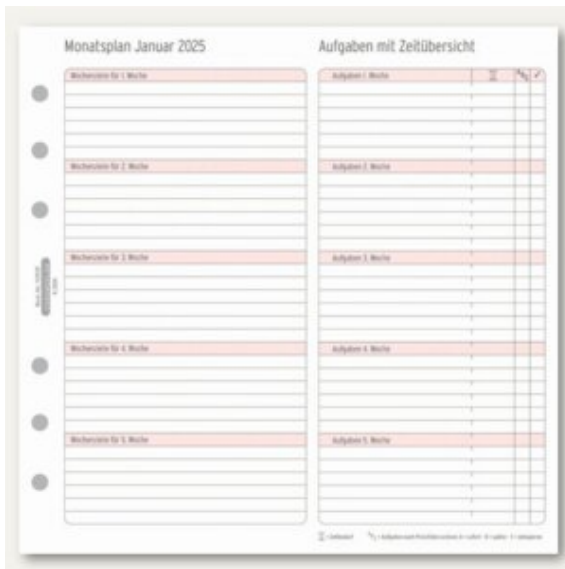 Monatsplan Januar 2025
Wochenziele für 1. Woche
Wochenziele für 2. Woche
Wochenziele für 3. Woche
Wochenziele für 4. Woche
Wochenziele für 5. Woche
Aufgaben mit Zeitübersicht
Aufgaben 1. Woche
Aufgaben 2. Woche
Aufgaben 3. Woche
Aufgaben 4. Woche
Aufgaben 5. Woche
= Zeitbedarf